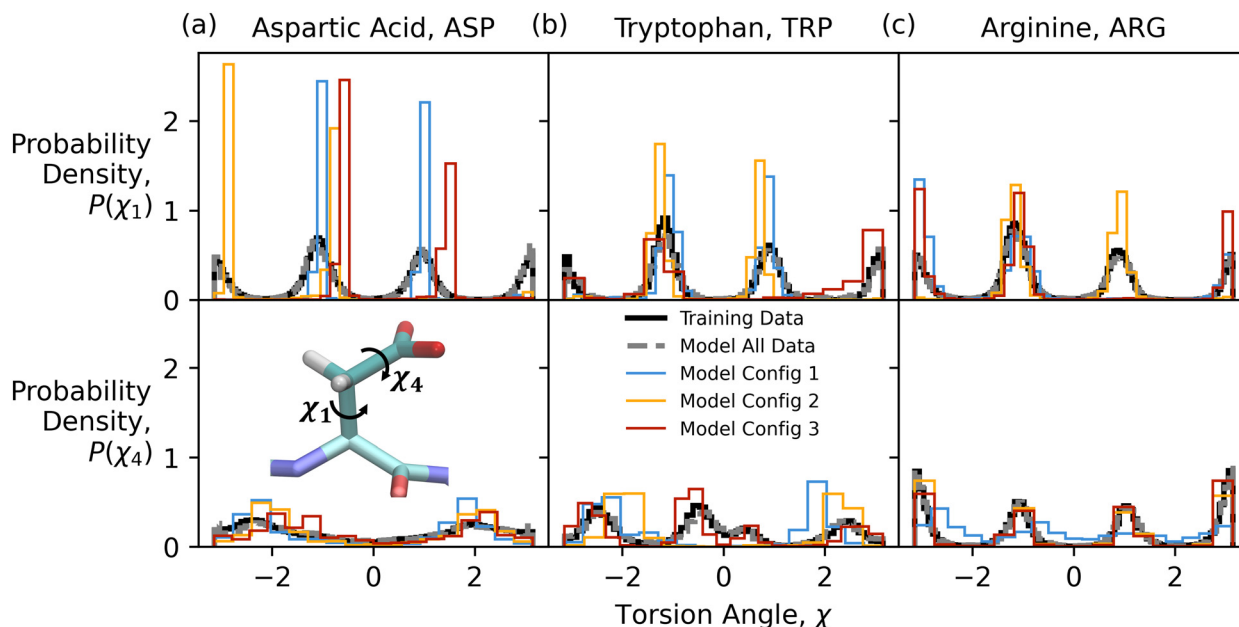 (a) Aspartic Acid, ASP (b) Tryptophan, TRP (c) Arginine, ARG
Probability
Density,
P(χ₁)
2
1
0
Probability
Density,
P(χ₄)
2
1
0
χ₁
χ₄
Training Data
Model All Data
Model Config 1
Model Config 2
Model Config 3
−2 0 2 −2 0 2 −2 0 2
Torsion Angle, χ